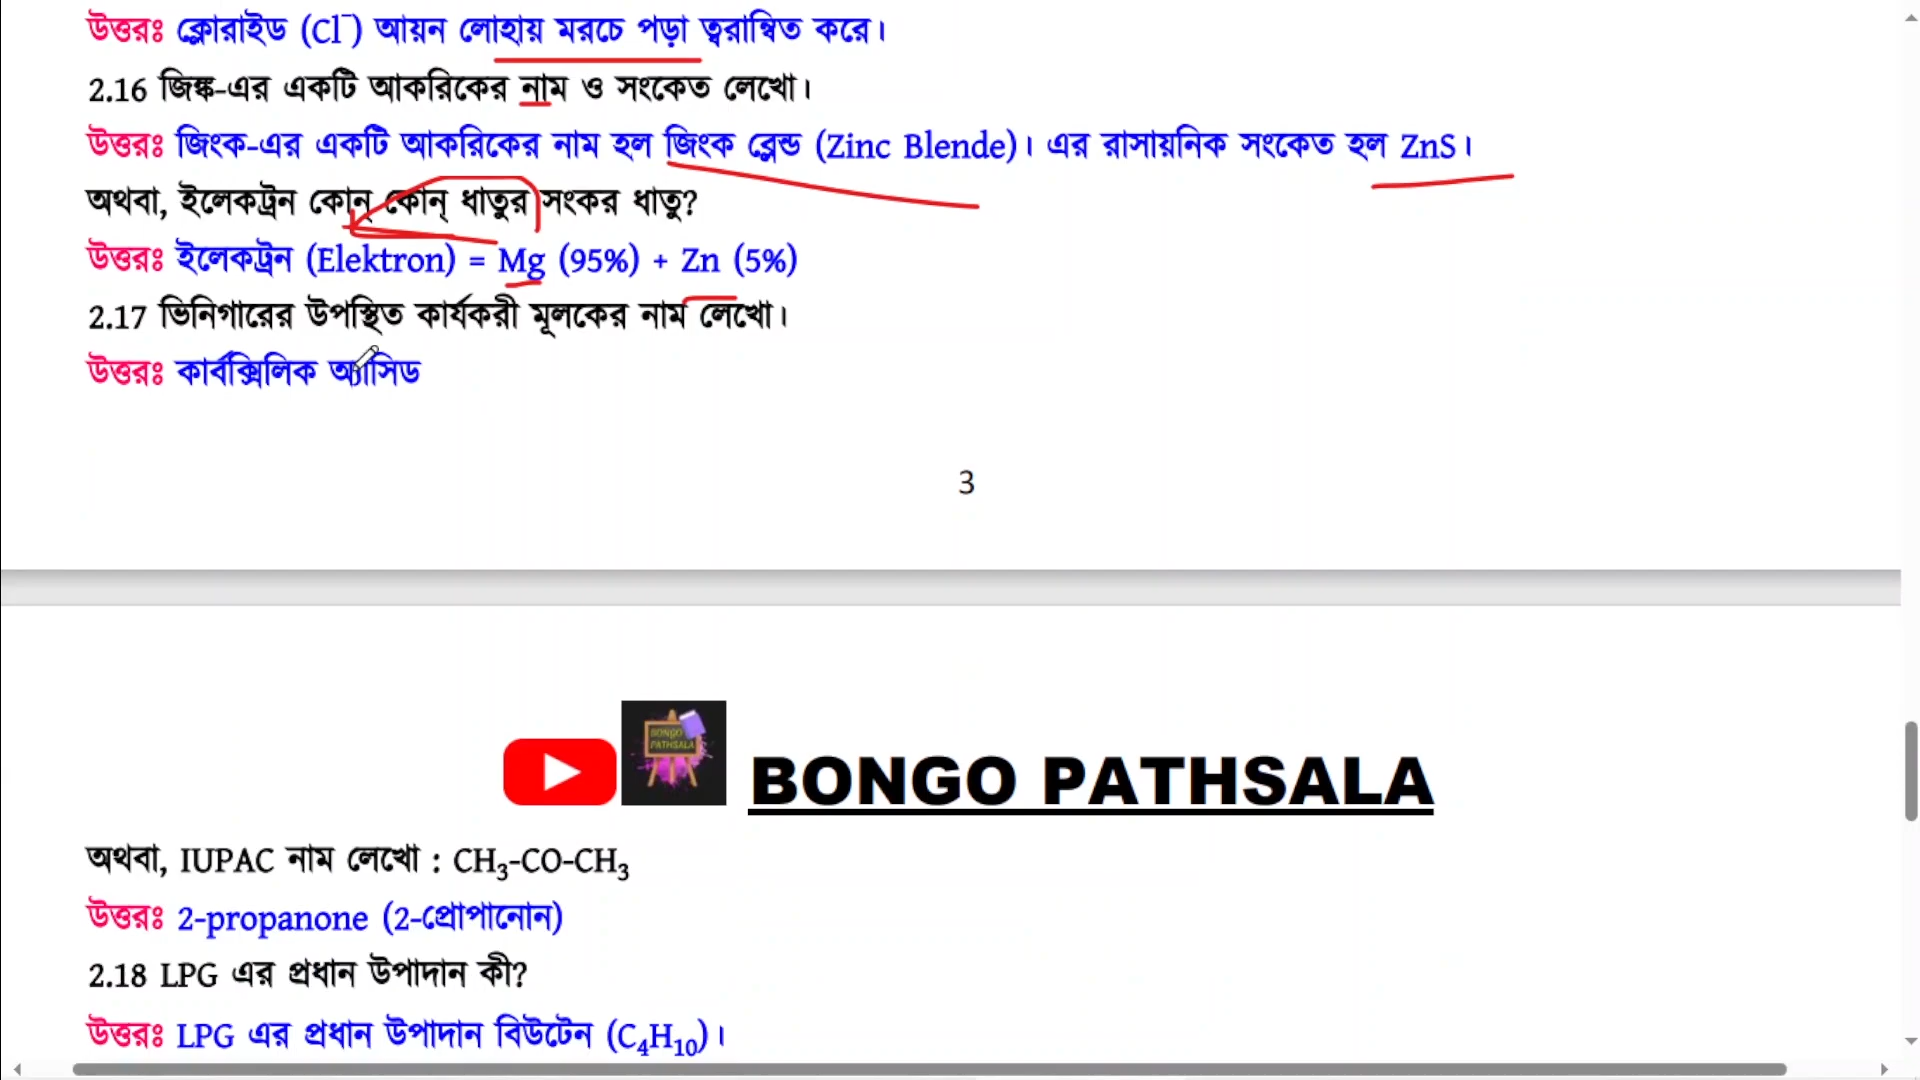 উত্তরঃ ক্লোরাইড (Cl⁻) আয়ন লোহায় মরচে পড়া ত্বরান্বিত করে।
2.16 জিঙ্ক-এর একটি আকরিকের নাম ও সংকেত লেখো।
উত্তরঃ জিংক-এর একটি আকরিকের নাম হল জিংক ব্লেন্ড (Zinc Blende)। এর রাসায়নিক সংকেত হল ZnS।
অথবা, ইলেকট্রন কোন্ কোন্ ধাতুর সংকর ধাতু?
উত্তরঃ ইলেকট্রন (Elektron) = Mg (95%) + Zn (5%)
2.17 ভিনিগারের উপস্থিত কার্যকরী মূলকের নাম লেখো।
উত্তরঃ কার্বক্সিলিক অ্যাসিড
3
BONGO PATHSALA
BONGO PATHSALA
অথবা, IUPAC নাম লেখো : CH₃-CO-CH₃
উত্তরঃ 2-propanone (2-প্রোপানোন)
2.18 LPG এর প্রধান উপাদান কী?
উত্তরঃ LPG এর প্রধান উপাদান বিউটেন (C₄H₁₀)।